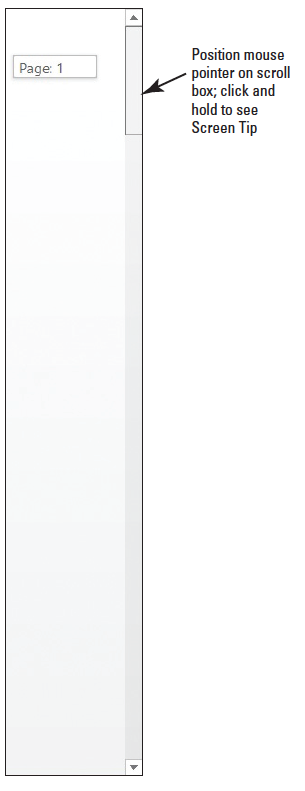 Page: 1
Position mouse
pointer on scroll
box; click and
hold to see
Screen Tip